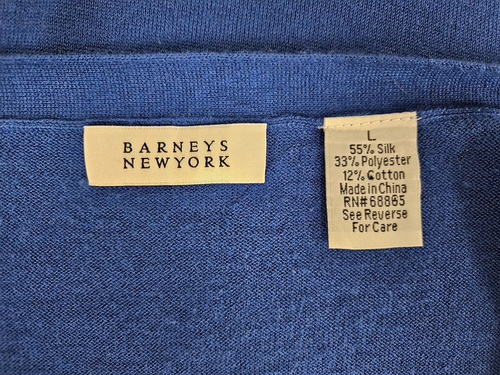 BARNEYS
NEWYORK
L
55% Silk
33% Polyester
12% Cotton
Made in China
RN#68865
See Reverse
For Care